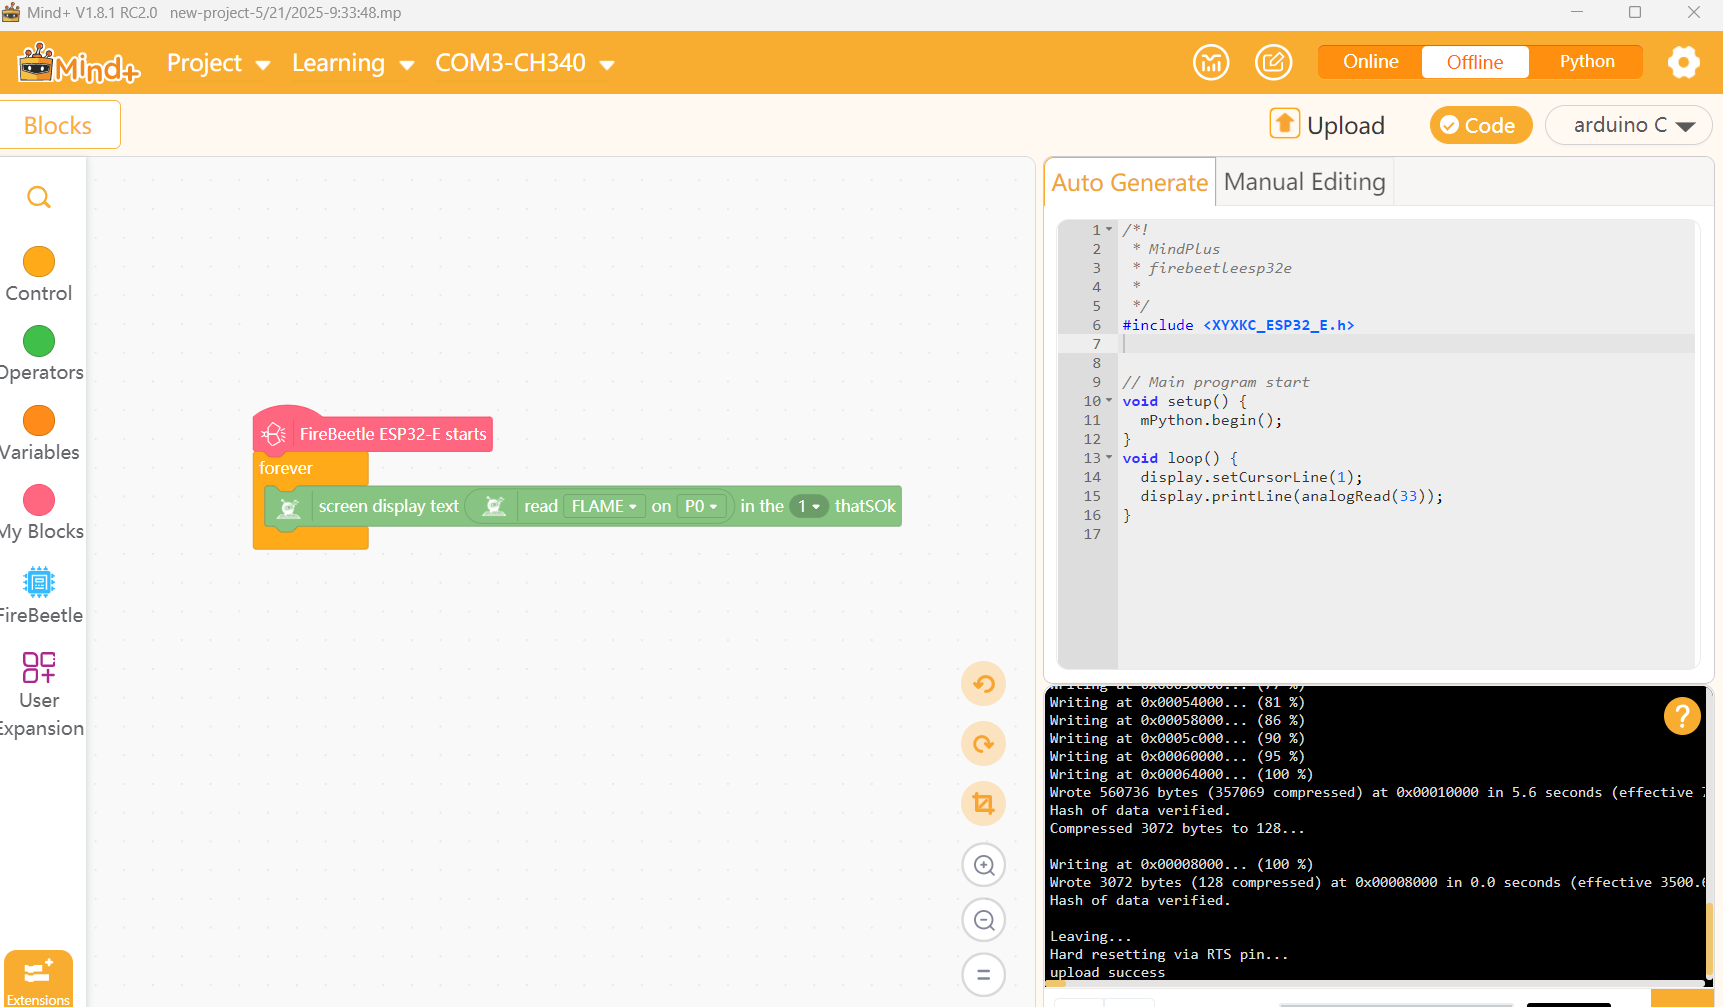 Mind+ V1.8.1 RC2.0 new-project-5/21/2025-9:33:48.mp
Mind+ Project Learning COM3-CH340 Online Offline Python
Blocks Upload Code arduino C
Control
Operators
Variables
My Blocks
FireBeetle
User
Expansion
Extensions
FireBeetle ESP32-E starts
forever
screen display text read FLAME on P0 in the 1 thatSOk
Auto Generate Manual Editing
1 /*!
2  * MindPlus
3  * firebeetleesp32e
4  *
5  */
6 #include <XYXKC_ESP32_E.h>
7
8
9 // Main program start
10 void setup() {
11   mPython.begin();
12 }
13 void loop() {
14   display.setCursorLine(1);
15   display.printLine(analogRead(33));
16 }
17
Writing at 0x00054000... (81 %)
Writing at 0x00058000... (86 %)
Writing at 0x0005c000... (90 %)
Writing at 0x00060000... (95 %)
Writing at 0x00064000... (100 %)
Wrote 560736 bytes (357069 compressed) at 0x00010000 in 5.6 seconds (effective
Hash of data verified.
Compressed 3072 bytes to 128...
Writing at 0x00008000... (100 %)
Wrote 3072 bytes (128 compressed) at 0x00008000 in 0.0 seconds (effective 3500.
Hash of data verified.
Leaving...
Hard resetting via RTS pin...
upload success